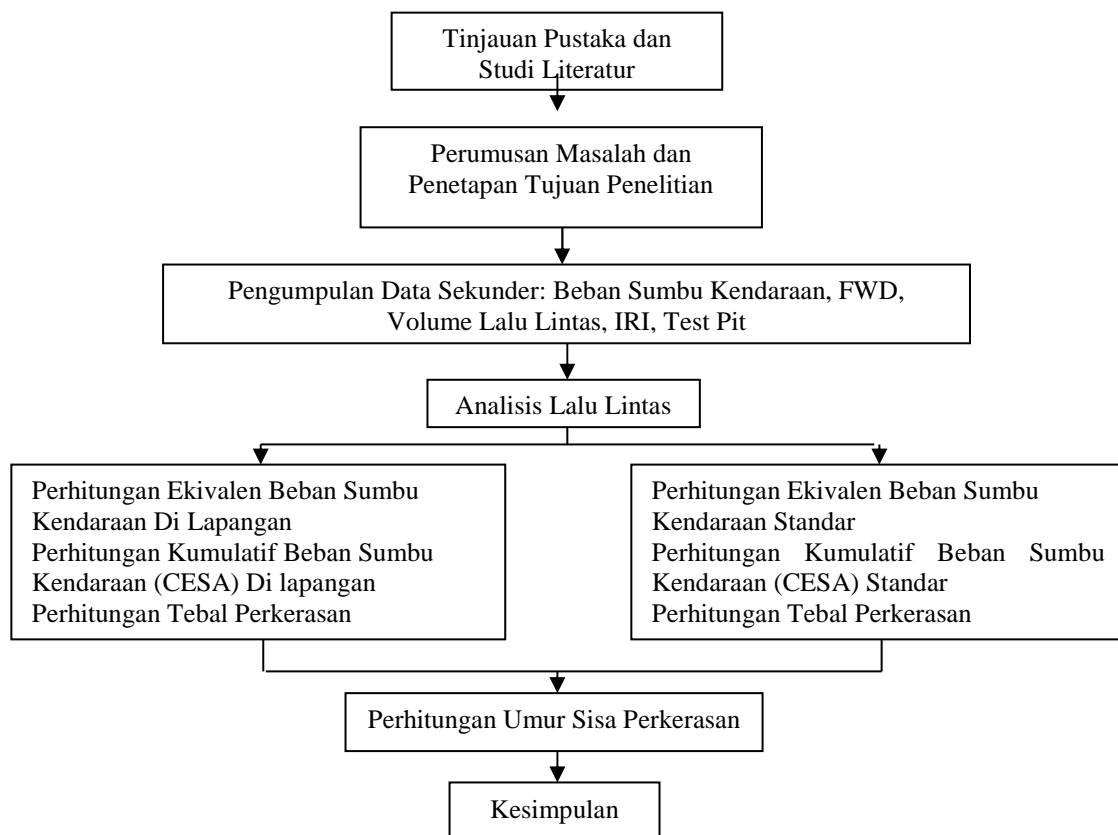 Tinjauan Pustaka dan
Studi Literatur
Perumusan Masalah dan
Penetapan Tujuan Penelitian
Pengumpulan Data Sekunder: Beban Sumbu Kendaraan, FWD,
Volume Lalu Lintas, IRI, Test Pit
Analisis Lalu Lintas
Perhitungan Ekivalen Beban Sumbu
Kendaraan Di Lapangan
Perhitungan Kumulatif Beban Sumbu
Kendaraan (CESA) Di lapangan
Perhitungan Tebal Perkerasan
Perhitungan Ekivalen Beban Sumbu
Kendaraan Standar
Perhitungan Kumulatif Beban Sumbu
Kendaraan (CESA) Standar
Perhitungan Tebal Perkerasan
Perhitungan Umur Sisa Perkerasan
Kesimpulan